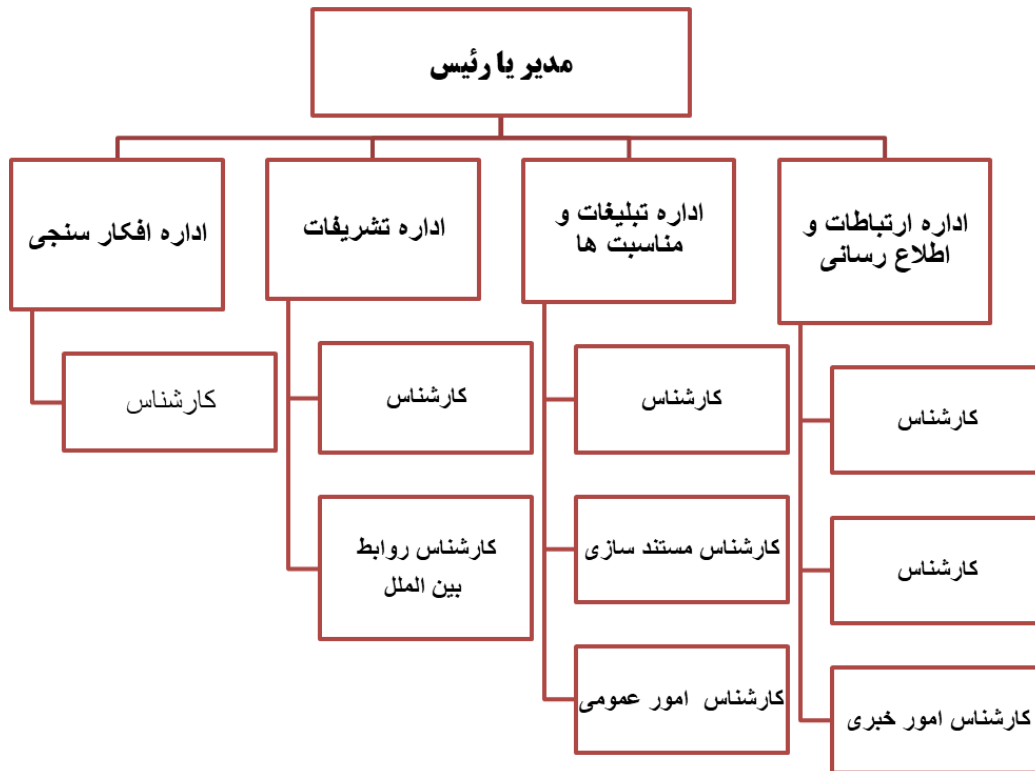 مدیر یا رئیس
اداره ارتباطات و
اطلاع رسانی
کارشناس
کارشناس
کارشناس امور خبری
اداره تبلیغات و
مناسبت ها
کارشناس
کارشناس مستند سازی
کارشناس امور عمومی
اداره تشریفات
کارشناس
کارشناس روابط
بین الملل
اداره افکار سنجی
کارشناس